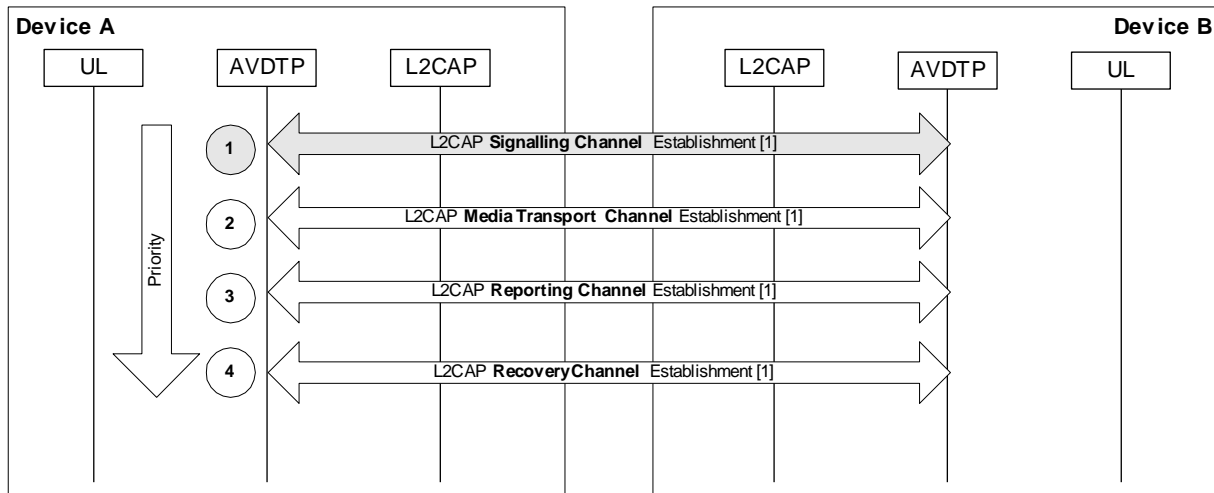 Device A
Device B
UL
AVDTP
L2CAP
L2CAP
AVDTP
UL
1
L2CAP Signalling Channel Establishment [1]
2
L2CAP Media Transport Channel Establishment [1]
Priority
3
L2CAP Reporting Channel Establishment [1]
4
L2CAP RecoveryChannel Establishment [1]